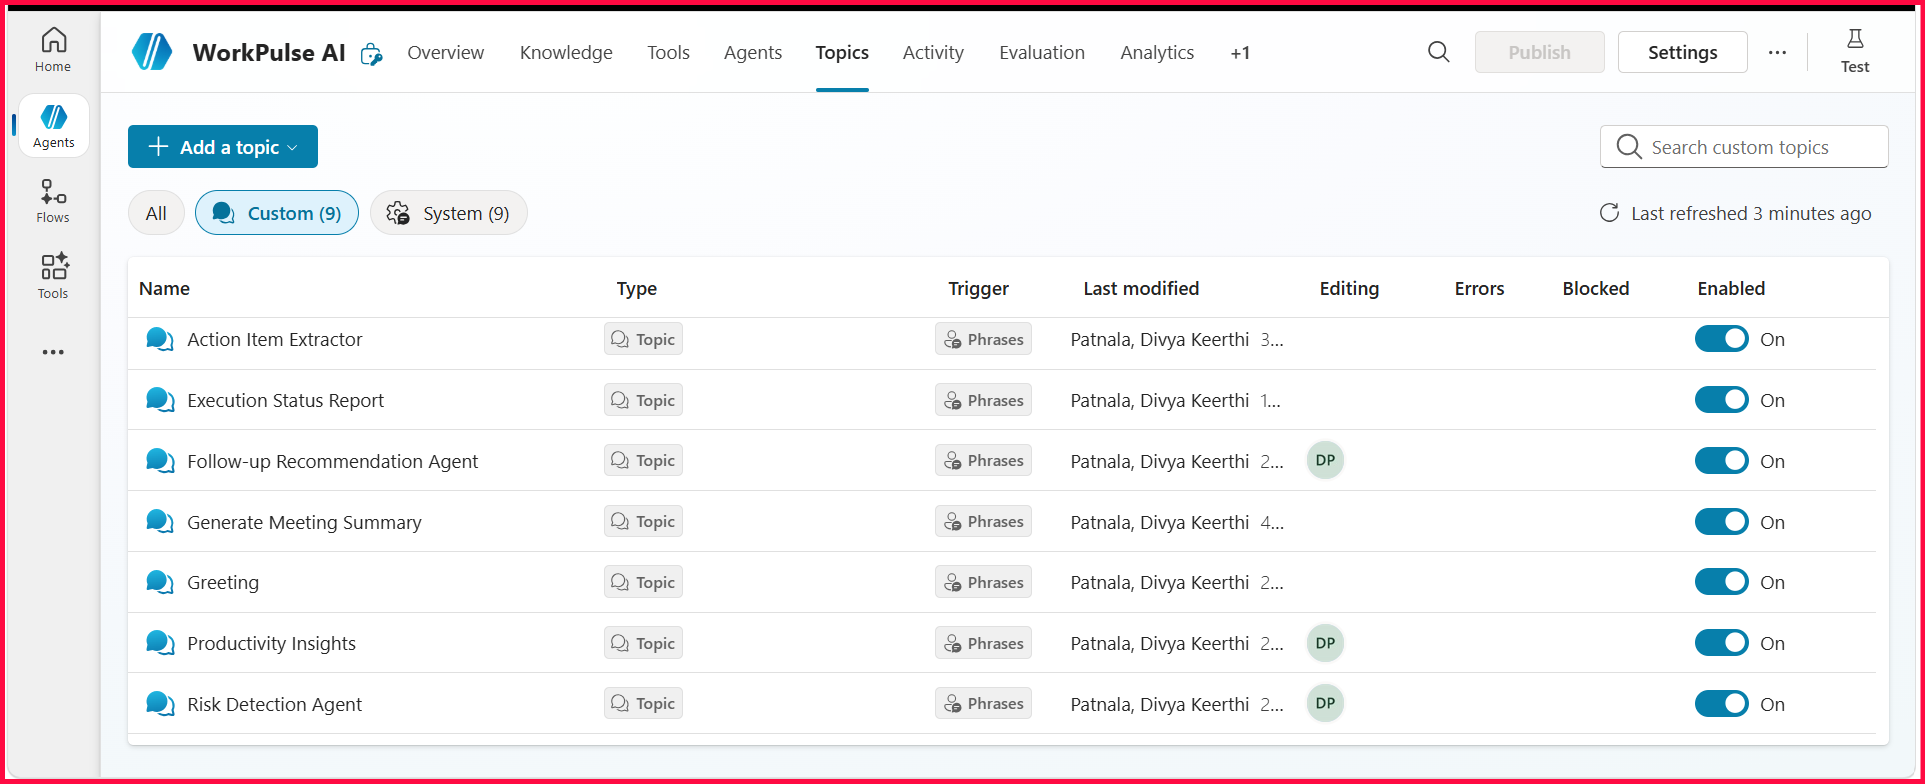 Home
Agents
Flows
Tools
WorkPulse AI Overview Knowledge Tools Agents Topics Activity Evaluation Analytics +1 Publish Settings ... Test
Add a topic
Search custom topics
All Custom (9) System (9)
Last refreshed 3 minutes ago
Name Type Trigger Last modified Editing Errors Blocked Enabled
Action Item Extractor Topic Phrases Patnala, Divya Keerthi 3... On
Execution Status Report Topic Phrases Patnala, Divya Keerthi 1... On
Follow-up Recommendation Agent Topic Phrases Patnala, Divya Keerthi 2... DP On
Generate Meeting Summary Topic Phrases Patnala, Divya Keerthi 4... On
Greeting Topic Phrases Patnala, Divya Keerthi 2... On
Productivity Insights Topic Phrases Patnala, Divya Keerthi 2... DP On
Risk Detection Agent Topic Phrases Patnala, Divya Keerthi 2... DP On